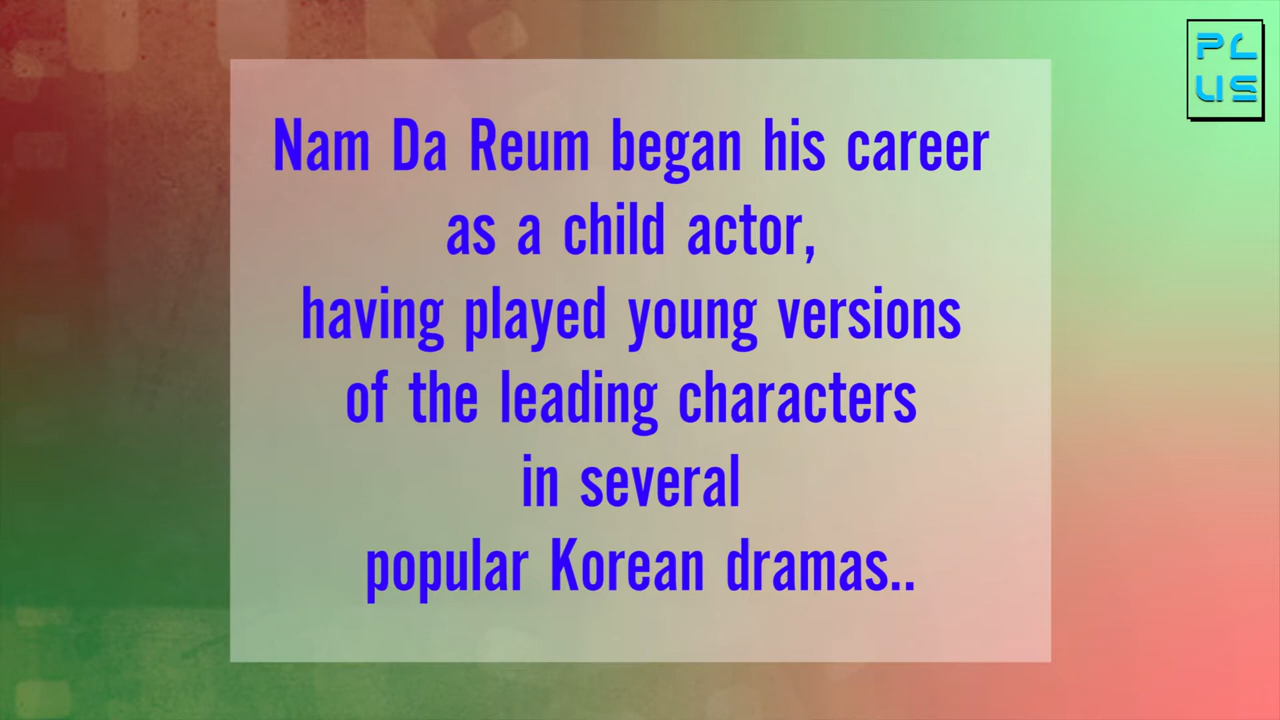 PL
US
Nam Da Reum began his career
as a child actor,
having played young versions
of the leading characters
in several
popular Korean dramas..